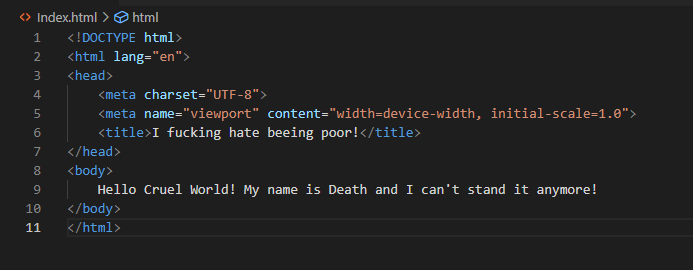 Index.html > html
1 <!DOCTYPE html>
2 <html lang="en">
3 <head>
4 <meta charset="UTF-8">
5 <meta name="viewport" content="width=device-width, initial-scale=1.0">
6 <title>I fucking hate beeing poor!</title>
7 </head>
8 <body>
9 Hello Cruel World! My name is Death and I can't stand it anymore!
10 </body>
11 </html>